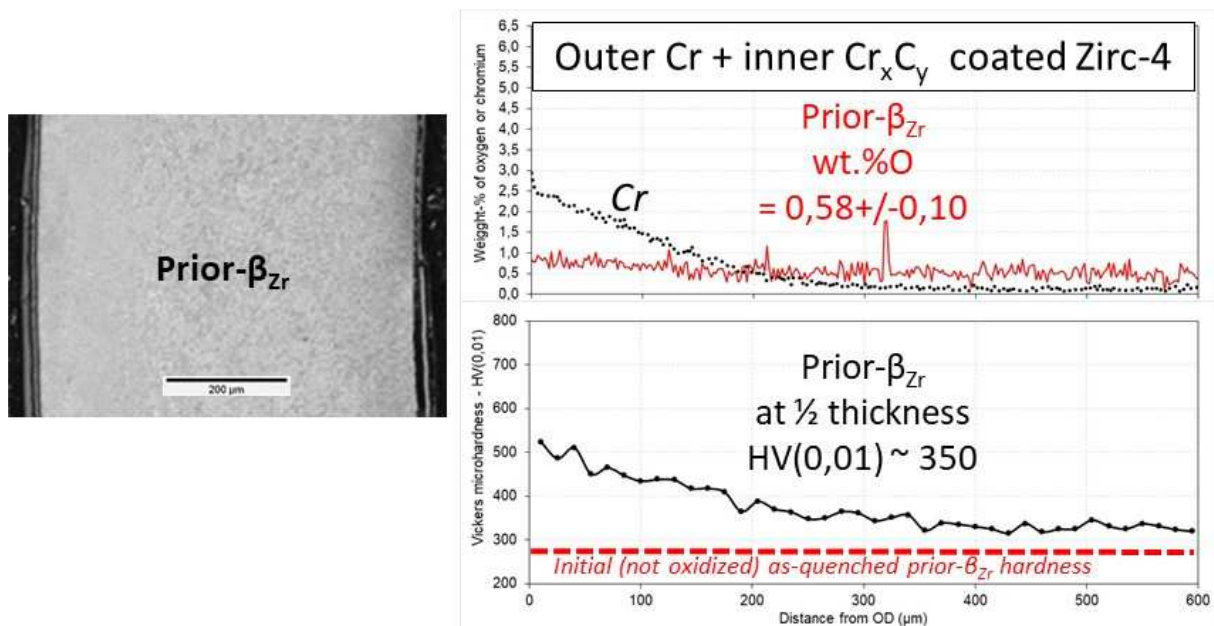 Prior-βZr
200 µm
Outer Cr + inner CrxCy coated Zirc-4
Weigght-% of oxygen or chromium
6,5
6,0
5,5
5,0
4,5
4,0
3,5
3,0
2,5
2,0
1,5
1,0
0,5
0,0
Cr
Prior-βZr
wt.%O
= 0,58+/-0,10
Vickers microhardness - HV(0,01)
800
700
600
500
400
300
200
Prior-βZr
at ½ thickness
HV(0,01) ~ 350
Initial (not oxidized) as-quenched prior-βZr hardness
0 100 200 300 400 500 600
Distance from OD (µm)